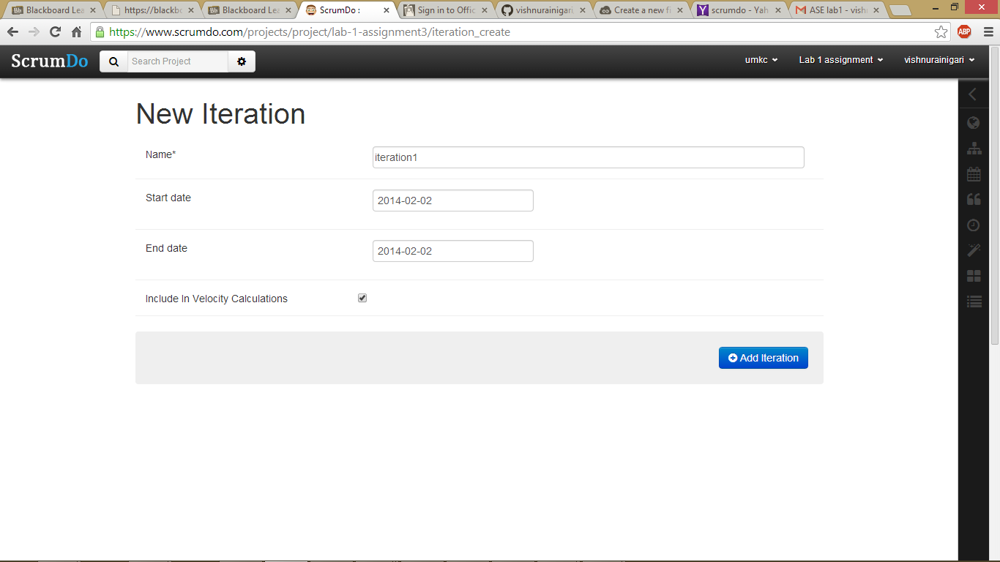 Blackboard Lea
https://blackbo
Blackboard Lea
ScrumDo :
Sign in to Offic
vishnurainigari
Create a new fi
scrumdo - Yah
ASE lab1 - vish
https://www.scrumdo.com/projects/project/lab-1-assignment3/iteration_create
ABP
ScrumDo
Search Project
umkc
Lab 1 assignment
vishnurainigari
New Iteration
Name*
iteration1
Start date
2014-02-02
End date
2014-02-02
Include In Velocity Calculations
Add Iteration